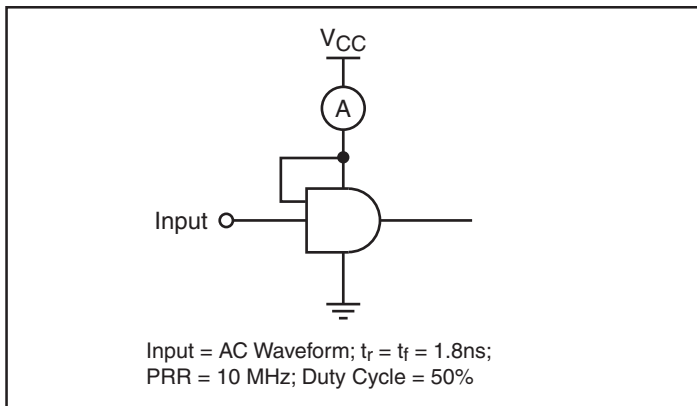 VCC
A
Input
Input = AC Waveform; tr = tf = 1.8ns;
PRR = 10 MHz; Duty Cycle = 50%